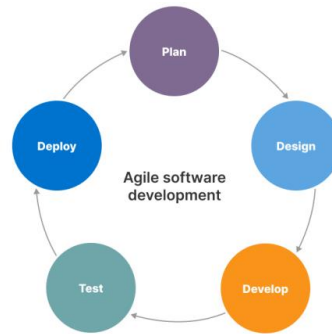 Plan
Design
Develop
Test
Deploy
Agile software
development